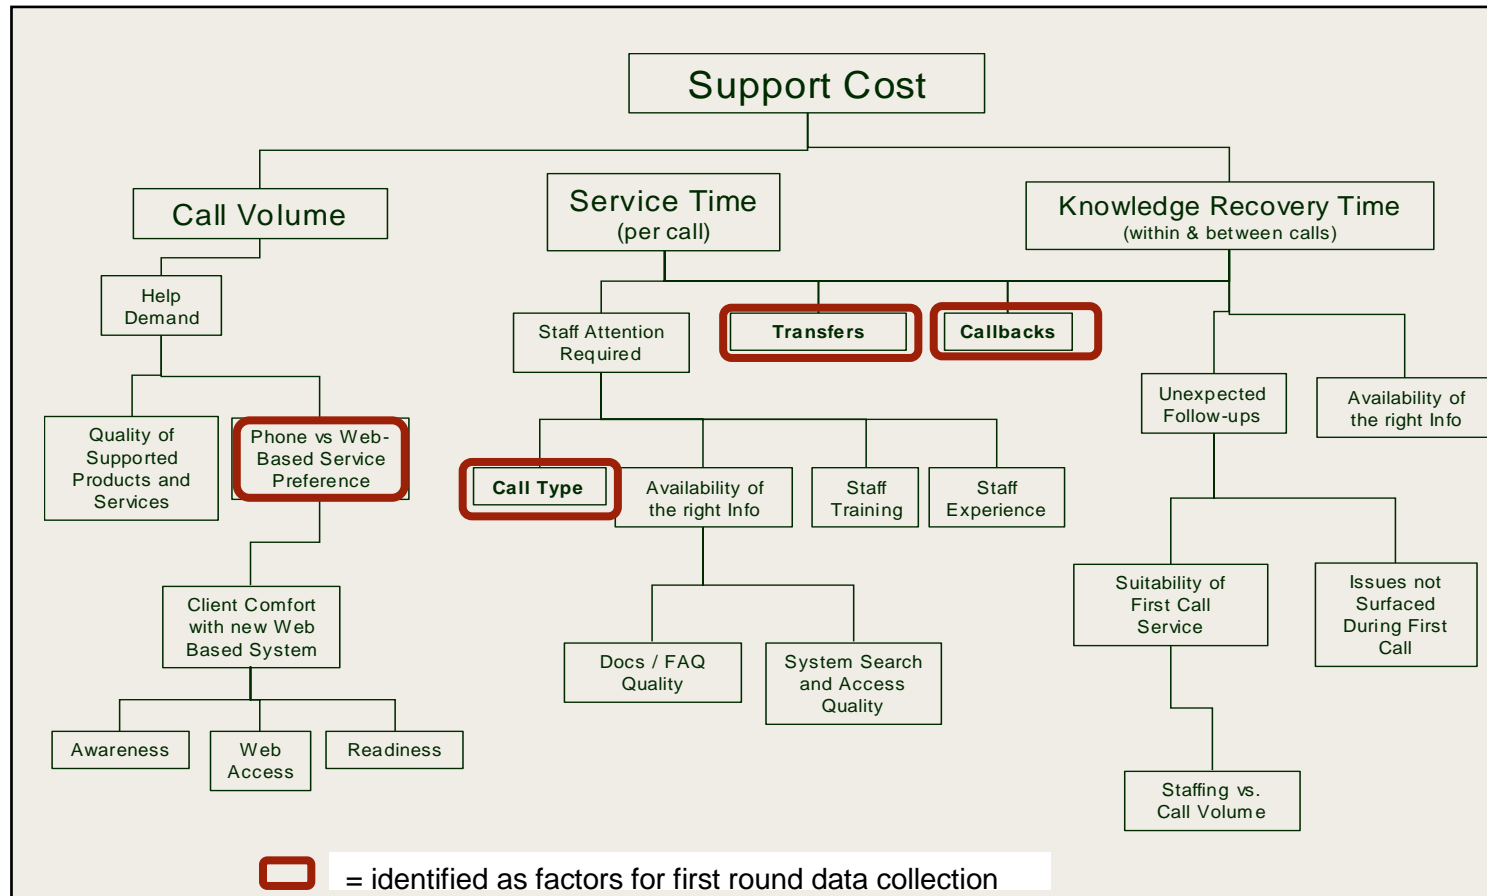 Support Cost
Call Volume
Service Time
(per call)
Knowledge Recovery Time
(within & between calls)
Help
Demand
Staff Attention
Required
Transfers
Callbacks
Unexpected
Follow-ups
Availability of
the right Info
Quality of
Supported
Products and
Services
Phone vs Web-
Based Service
Preference
Call Type
Availability of
the right Info
Staff
Training
Staff
Experience
Client Comfort
with new Web
Based System
Docs / FAQ
Quality
System Search
and Access
Quality
Suitability of
First Call
Service
Issues not
Surfaced
During First
Call
Awareness
Web
Access
Readiness
Staffing vs.
Call Volume
= identified as factors for first round data collection